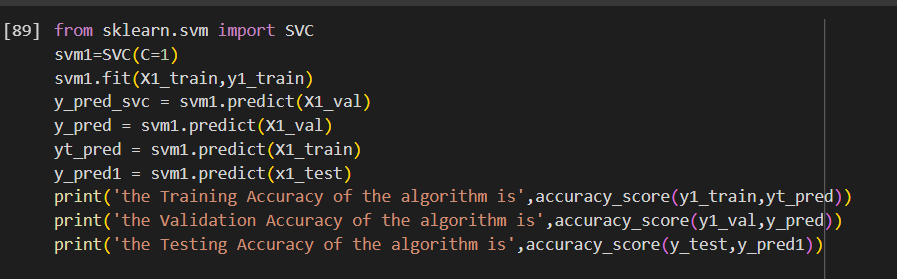 [89] from sklearn.svm import SVC
svm1=SVC(C=1)
svm1.fit(X1_train,y1_train)
y_pred_svc = svm1.predict(X1_val)
y_pred = svm1.predict(X1_val)
yt_pred = svm1.predict(X1_train)
y_pred1 = svm1.predict(x1_test)
print('the Training Accuracy of the algorithm is',accuracy_score(y1_train,yt_pred))
print('the Validation Accuracy of the algorithm is',accuracy_score(y1_val,y_pred))
print('the Testing Accuracy of the algorithm is',accuracy_score(y_test,y_pred1))